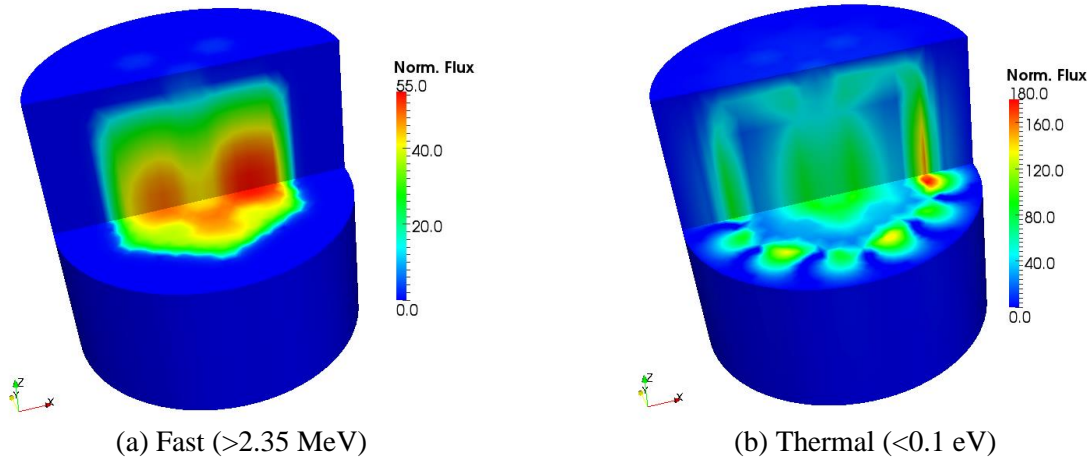 Norm. Flux
55.0
40.0
20.0
0.0
Z
Y
X
(a) Fast (>2.35 MeV)
Norm. Flux
180.0
160.0
120.0
80.0
40.0
0.0
Z
Y
X
(b) Thermal (<0.1 eV)